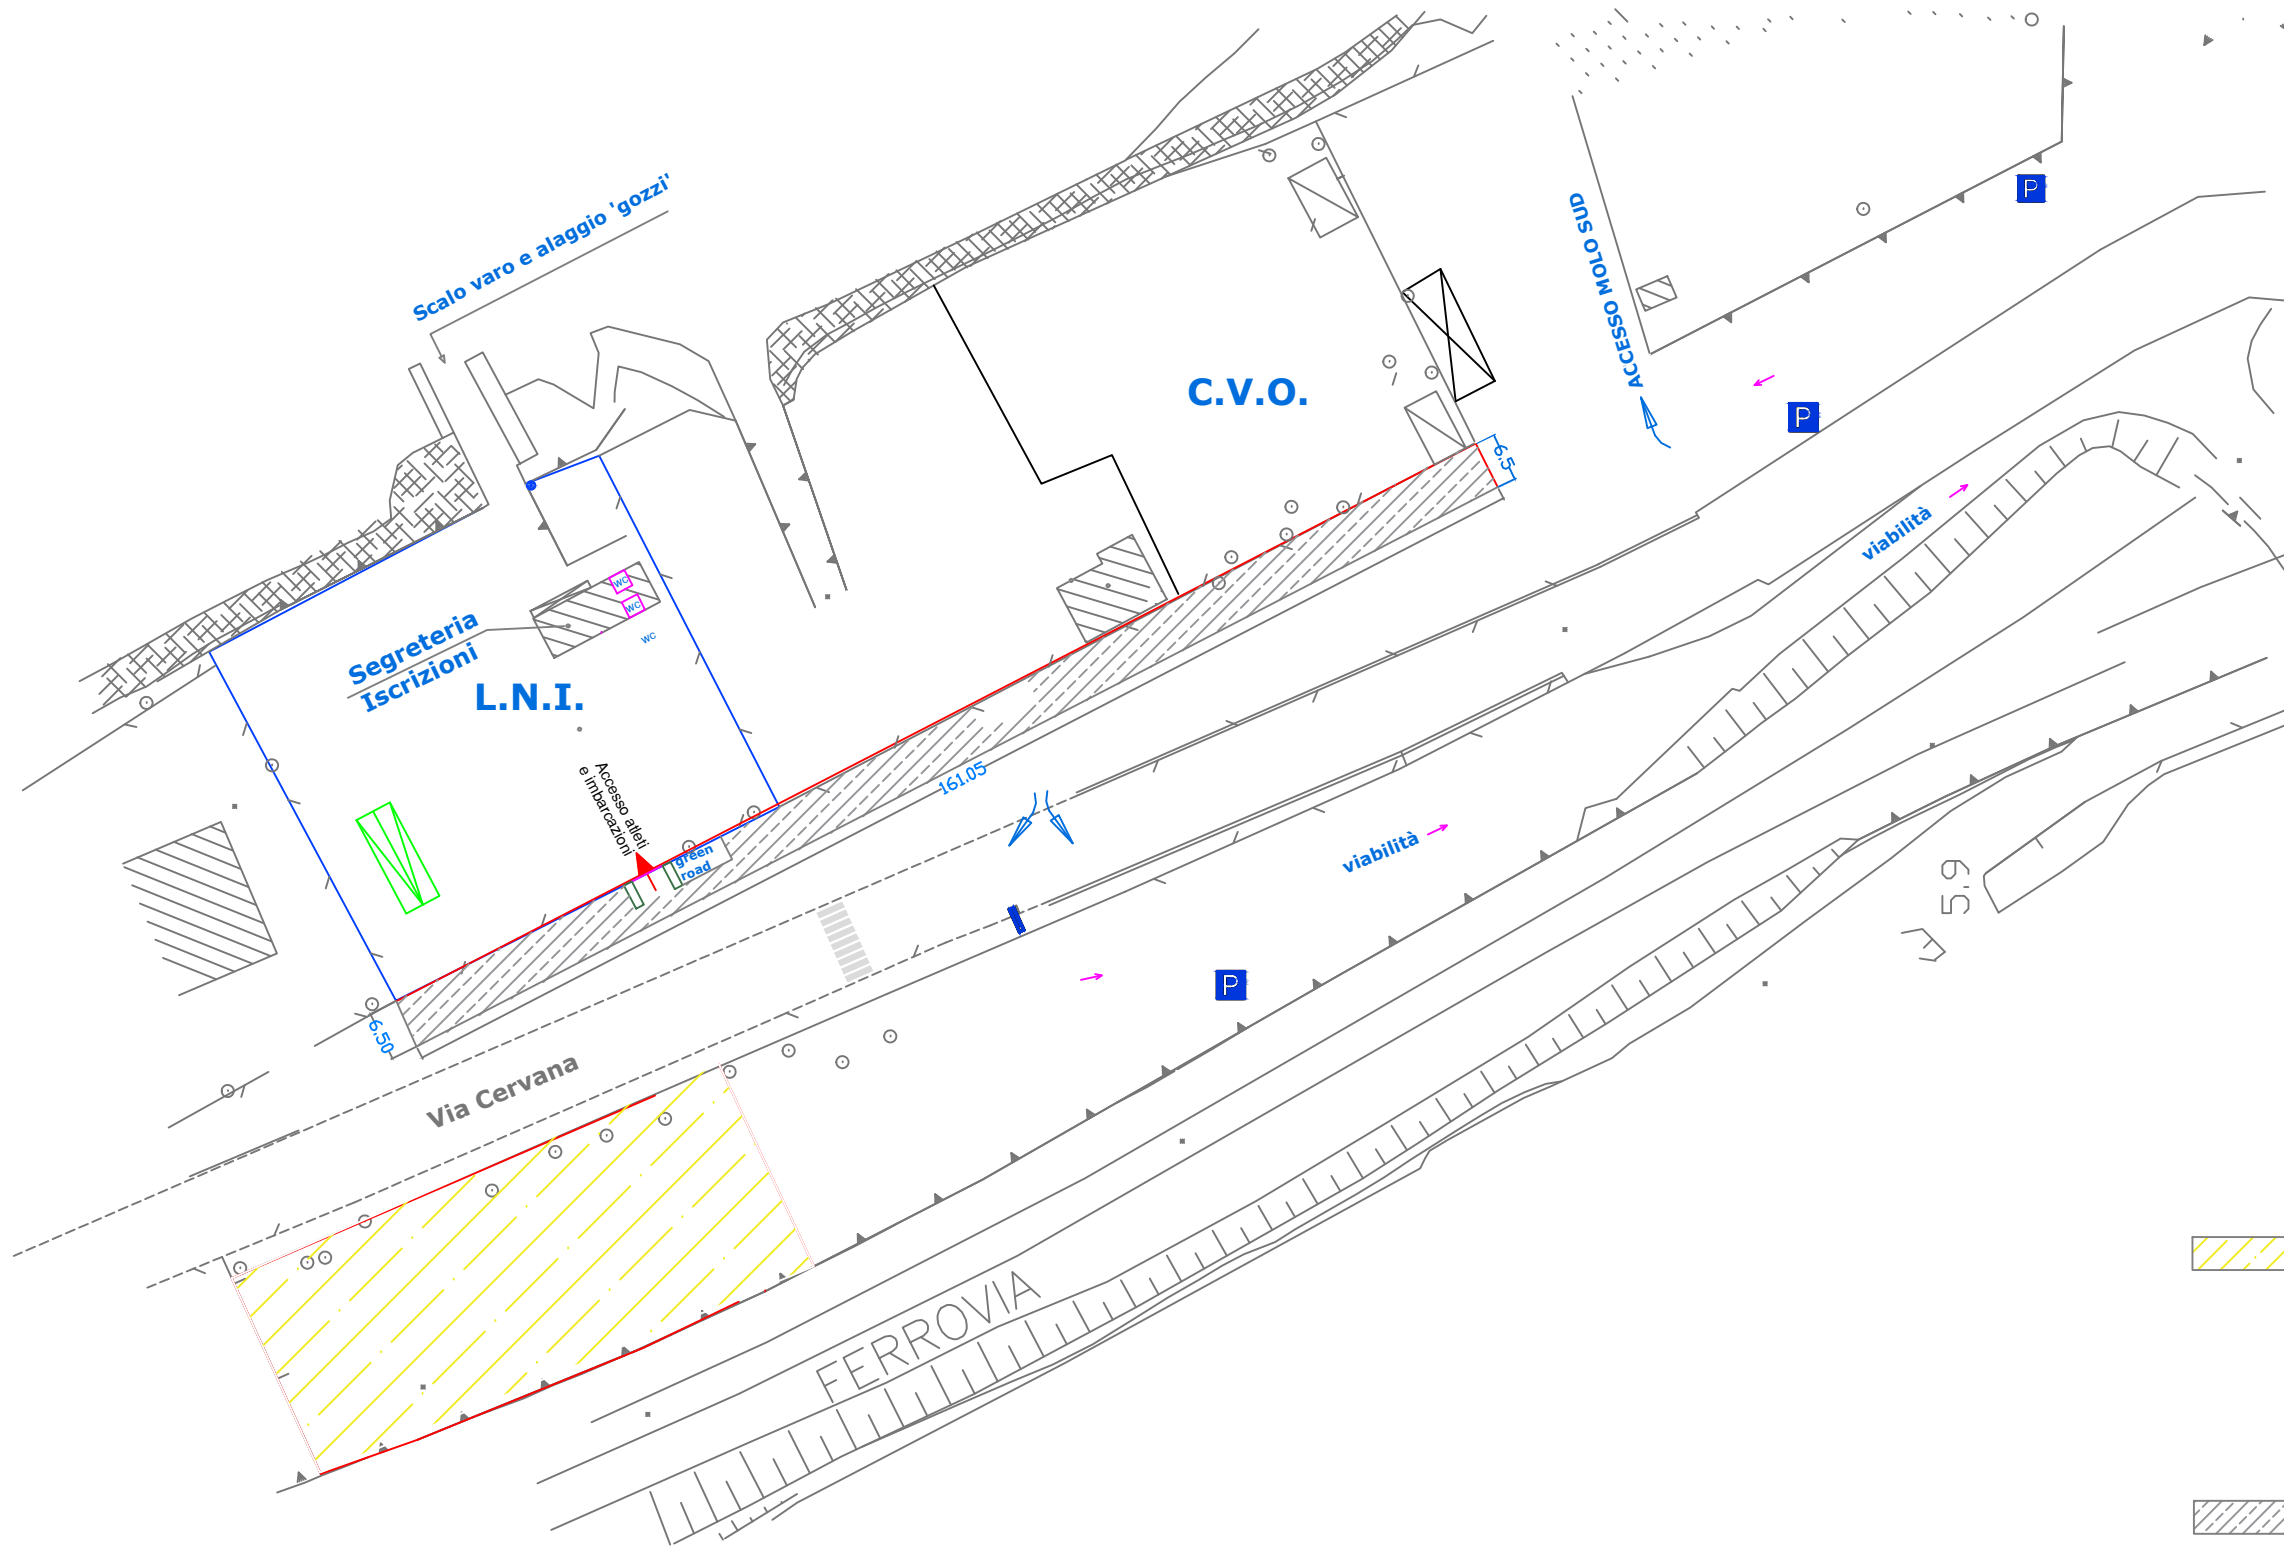 Scalo varo e alaggio 'gozzi'
ACCESSO MOLO SUD
P
P
C.V.O.
6.5
viabilità
WC
WC
WC
Segreteria
Iscrizioni
L.N.I.
Accesso atleti
e imbarcazioni
green
road
161.05
viabilità
5.9
P
6.50
Via Cervana
FERROVIA